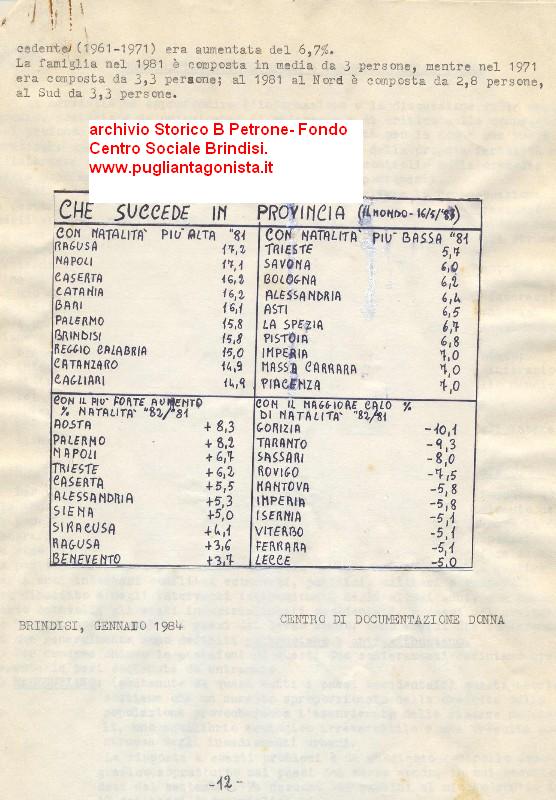 cedente (1961-1971) era aumentata del 6,7%.
La famiglia nel 1981 è composta in media da 3 persone, mentre nel 1971
era composta da 3,3 persone; al 1981 al Nord è composta da 2,8 persone,
al Sud da 3,3 persone.
archivio Storico B Petrone- Fondo
Centro Sociale Brindisi.
www.pugliantagonista.it
CHE SUCCEDE IN PROVINCIA (IL MONDO-16/5/'83)
CON NATALITA' PIU' ALTA "81
RAGUSA 17,2
NAPOLI 17,1
CASERTA 16,2
CATANIA 16,2
BARI 16,1
PALERMO 15,8
BRINDISI 15,8
REGGIO CALABRIA 15,0
CATANZARO 14,9
CAGLIARI 14,9
CON NATALITA' PIU' BASSA "81
TRIESTE 5,7
SAVONA 6,0
BOLOGNA 6,2
ALESSANDRIA 6,4
ASTI 6,5
LA SPEZIA 6,7
PISTOIA 6,8
IMPERIA 7,0
MASSA CARRARA 7,0
PIACENZA 7,0
CON IL PIU' FORTE AUMENTO
% NATALITA' "82/"81
AOSTA + 8,3
PALERMO + 8,2
NAPOLI + 6,7
TRIESTE + 6,2
CASERTA +5,5
ALESSANDRIA +5,3
SIENA +5,0
SIRACUSA +4,1
RAGUSA +3,6
BENEVENTO +3,7
CON IL MAGGIORE CALO %
DI NATALITA' "82/81
GORIZIA -10,1
TARANTO -9,3
SASSARI -8,0
ROVIGO -7,5
MANTOVA -5,8
IMPERIA -5,8
ISERNIA -5,1
VITERBO -5,1
FERRARA -5,1
LECCE -5.0
BRINDISI, GENNAIO 1984
CENTRO DI DOCUMENTAZIONE DONNA
-12-